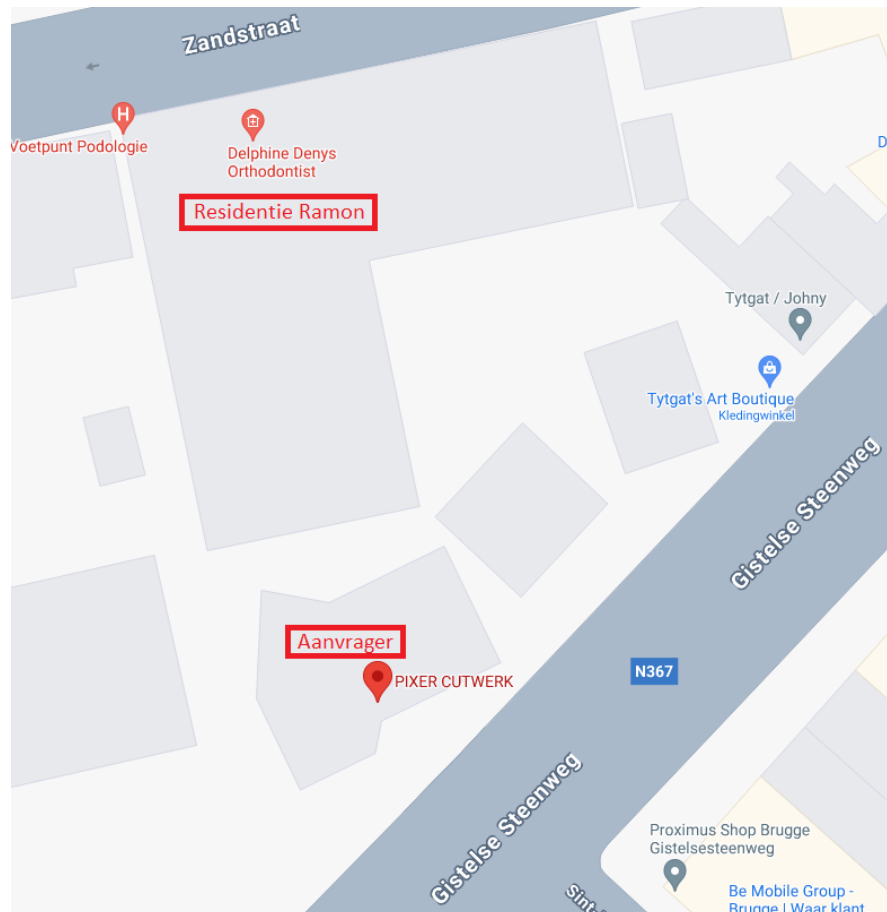 Zandstraat
Voetpunt Podologie
Delphine Denys
Orthodontist
D
Residentie Ramon
Tytgat / Johny
Tytgat's Art Boutique
Kledingwinkel
Gistelse Steenweg
Aanvrager
PIXER CUTWERK
N367
Gistelse Steenweg
Proximus Shop Brugge
Gistelsesteenweg
Sint-
Be Mobile Group -
Brugge | Waar klant